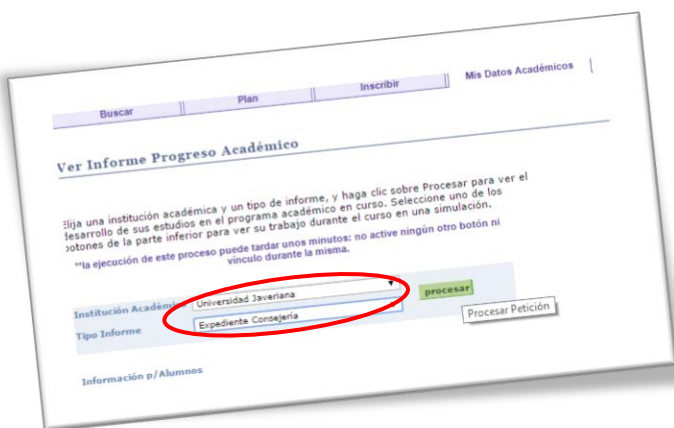 Buscar
Plan
Inscribir
Mis Datos Académicos
Ver Informe Progreso Académico
Elija una institución académica y un tipo de informe, y haga clic sobre Procesar para ver el
desarrollo de sus estudios en el programa académico en curso. Seleccione uno de los
botones de la parte inferior para ver su trabajo durante el curso en una simulación.
**la ejecución de este proceso puede tardar unos minutos: no active ningún otro botón ni
vínculo durante la misma.
Institución Académica Universidad Javeriana
procesar
Tipo Informe Expediente Consejería
Procesar Petición
Información p/Alumnos